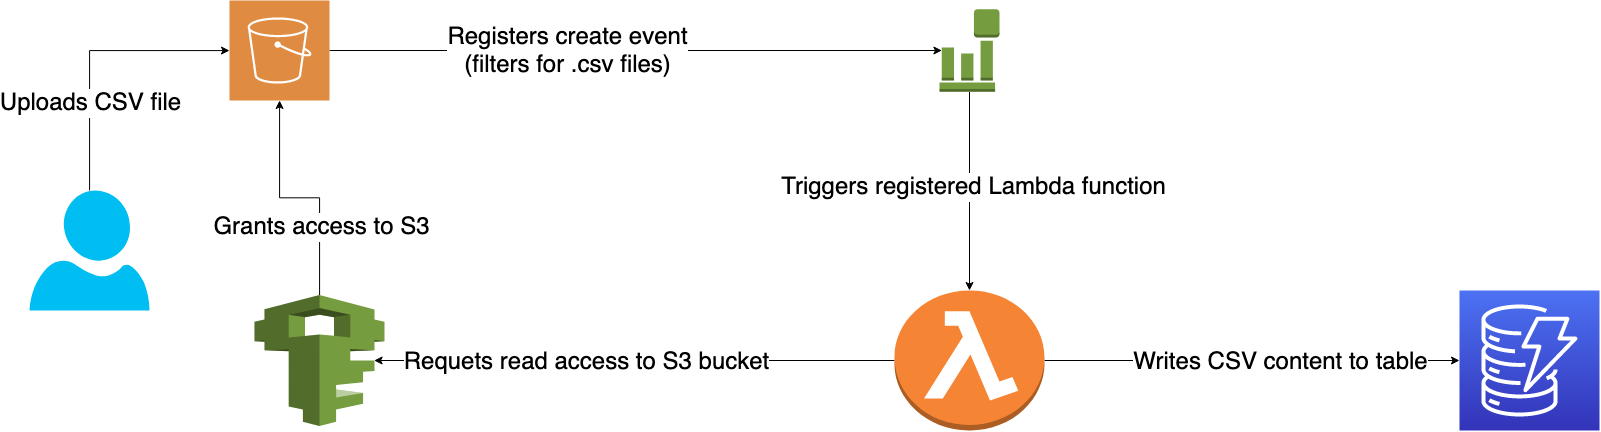 Registers create event
(filters for .csv files)
Uploads CSV file
Triggers registered Lambda function
Grants access to S3
Requets read access to S3 bucket
Writes CSV content to table